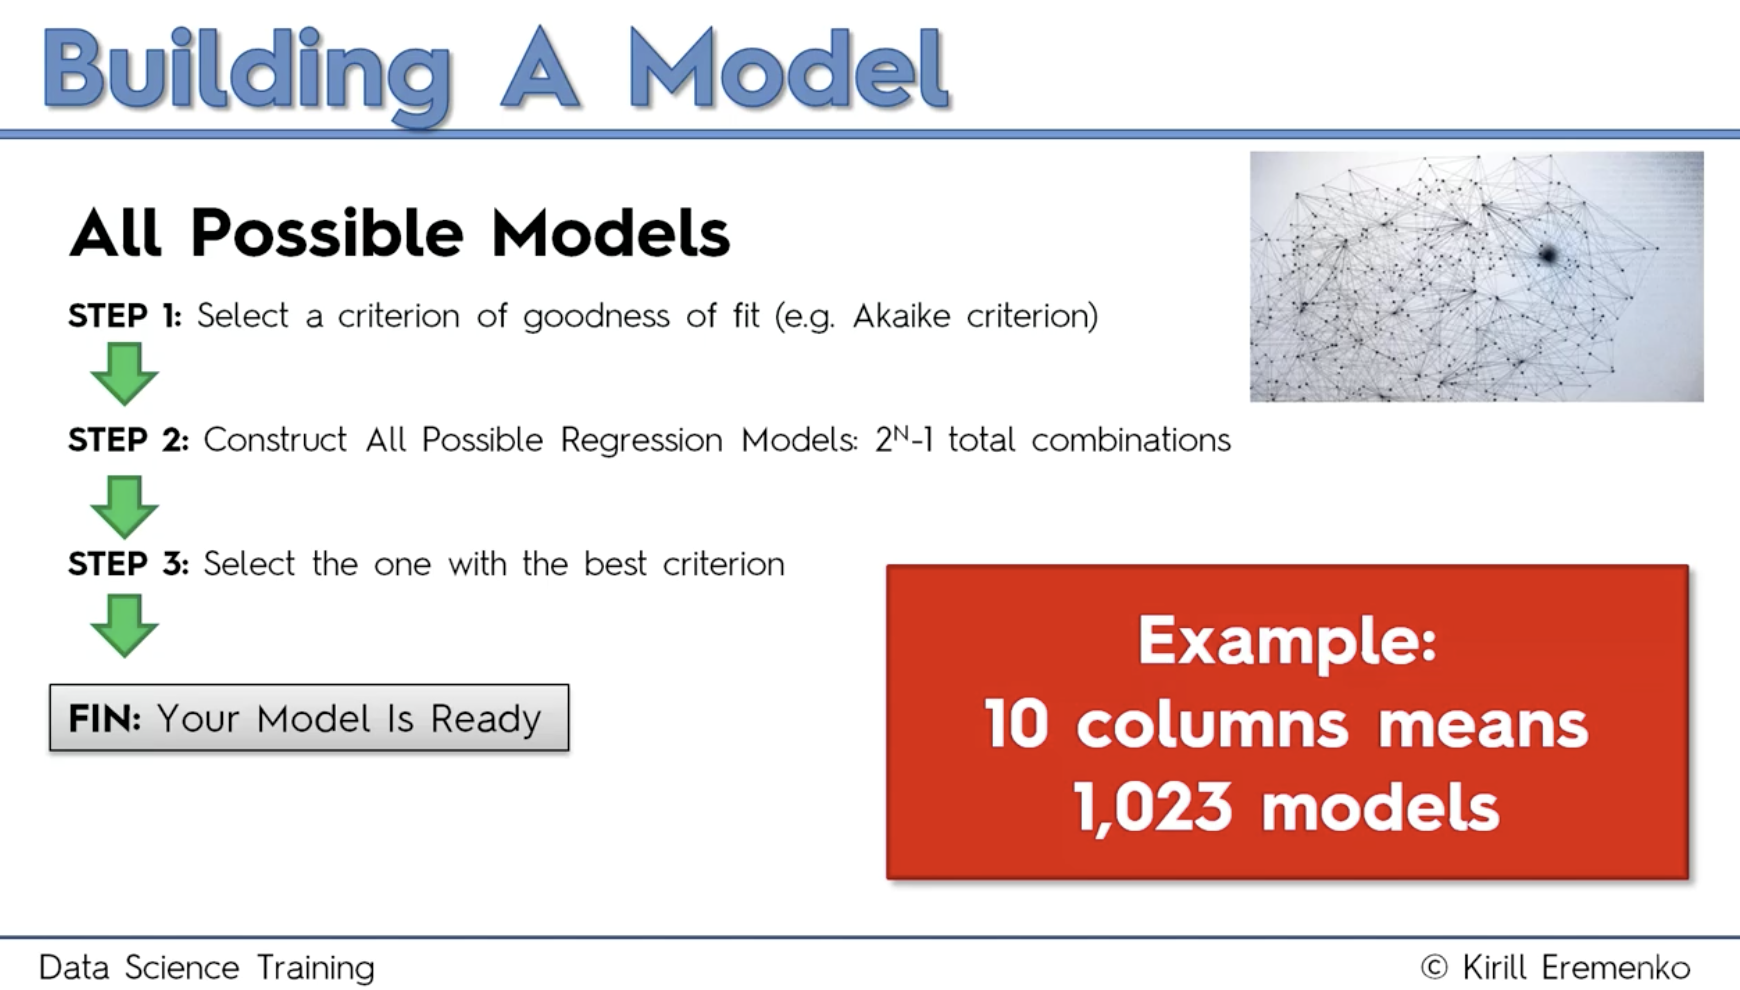 Building A Model
All Possible Models
STEP 1: Select a criterion of goodness of fit (e.g. Akaike criterion)
STEP 2: Construct All Possible Regression Models: 2ᴺ-1 total combinations
STEP 3: Select the one with the best criterion
FIN: Your Model Is Ready
Example:
10 columns means
1,023 models
Data Science Training
© Kirill Eremenko